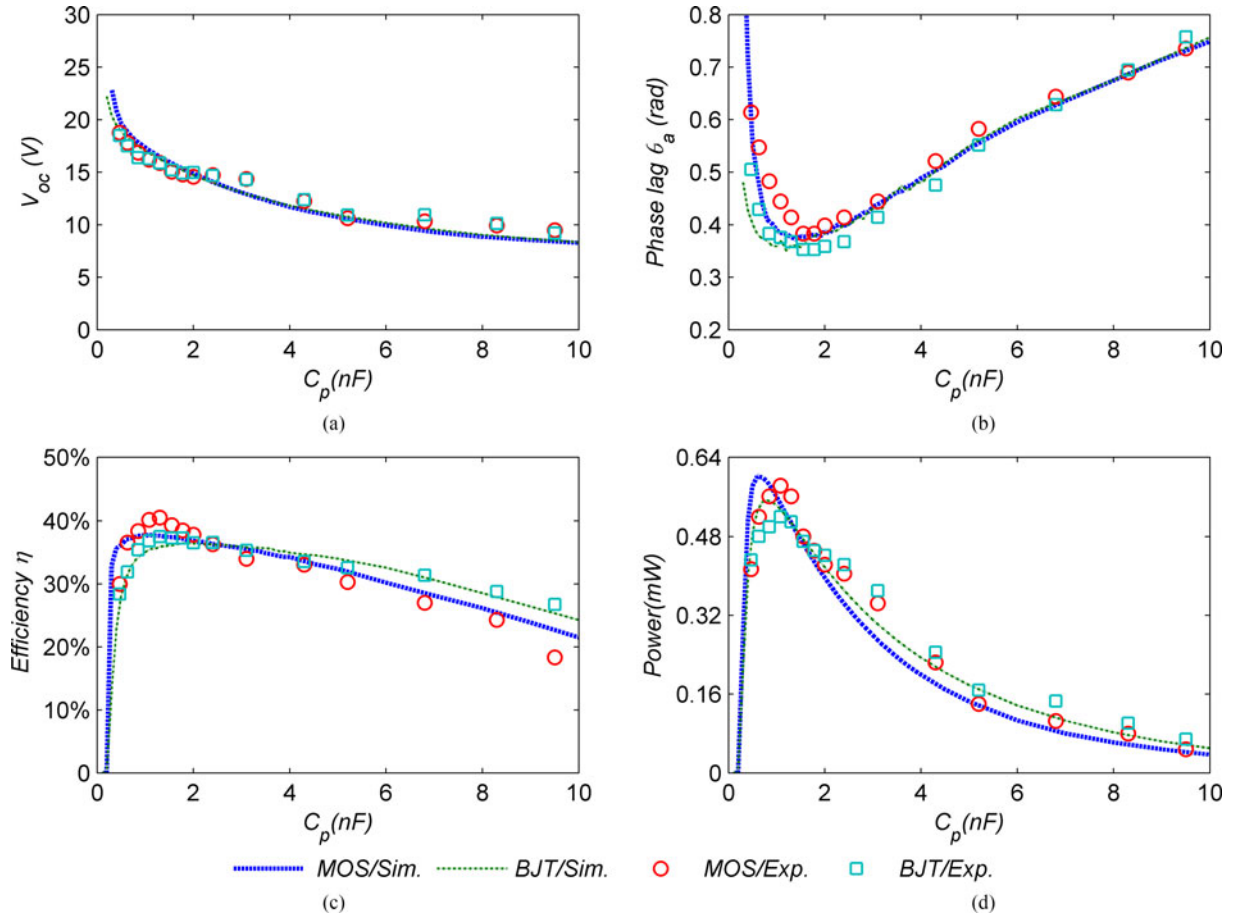 30
25
20
15
10
5
0
V_oc (V)
0 2 4 6 8 10
C_p(nF)
(a)
0.8
0.7
0.6
0.5
0.4
0.3
0.2
Phase lag θ_a (rad)
0 2 4 6 8 10
C_p(nF)
(b)
50%
40%
30%
20%
10%
0
Efficiency η
0 2 4 6 8 10
C_p(nF)
0.64
0.48
0.32
0.16
0
Power(mW)
0 2 4 6 8 10
C_p(nF)
MOS/Sim. BJT/Sim. MOS/Exp. BJT/Exp.
(c) (d)